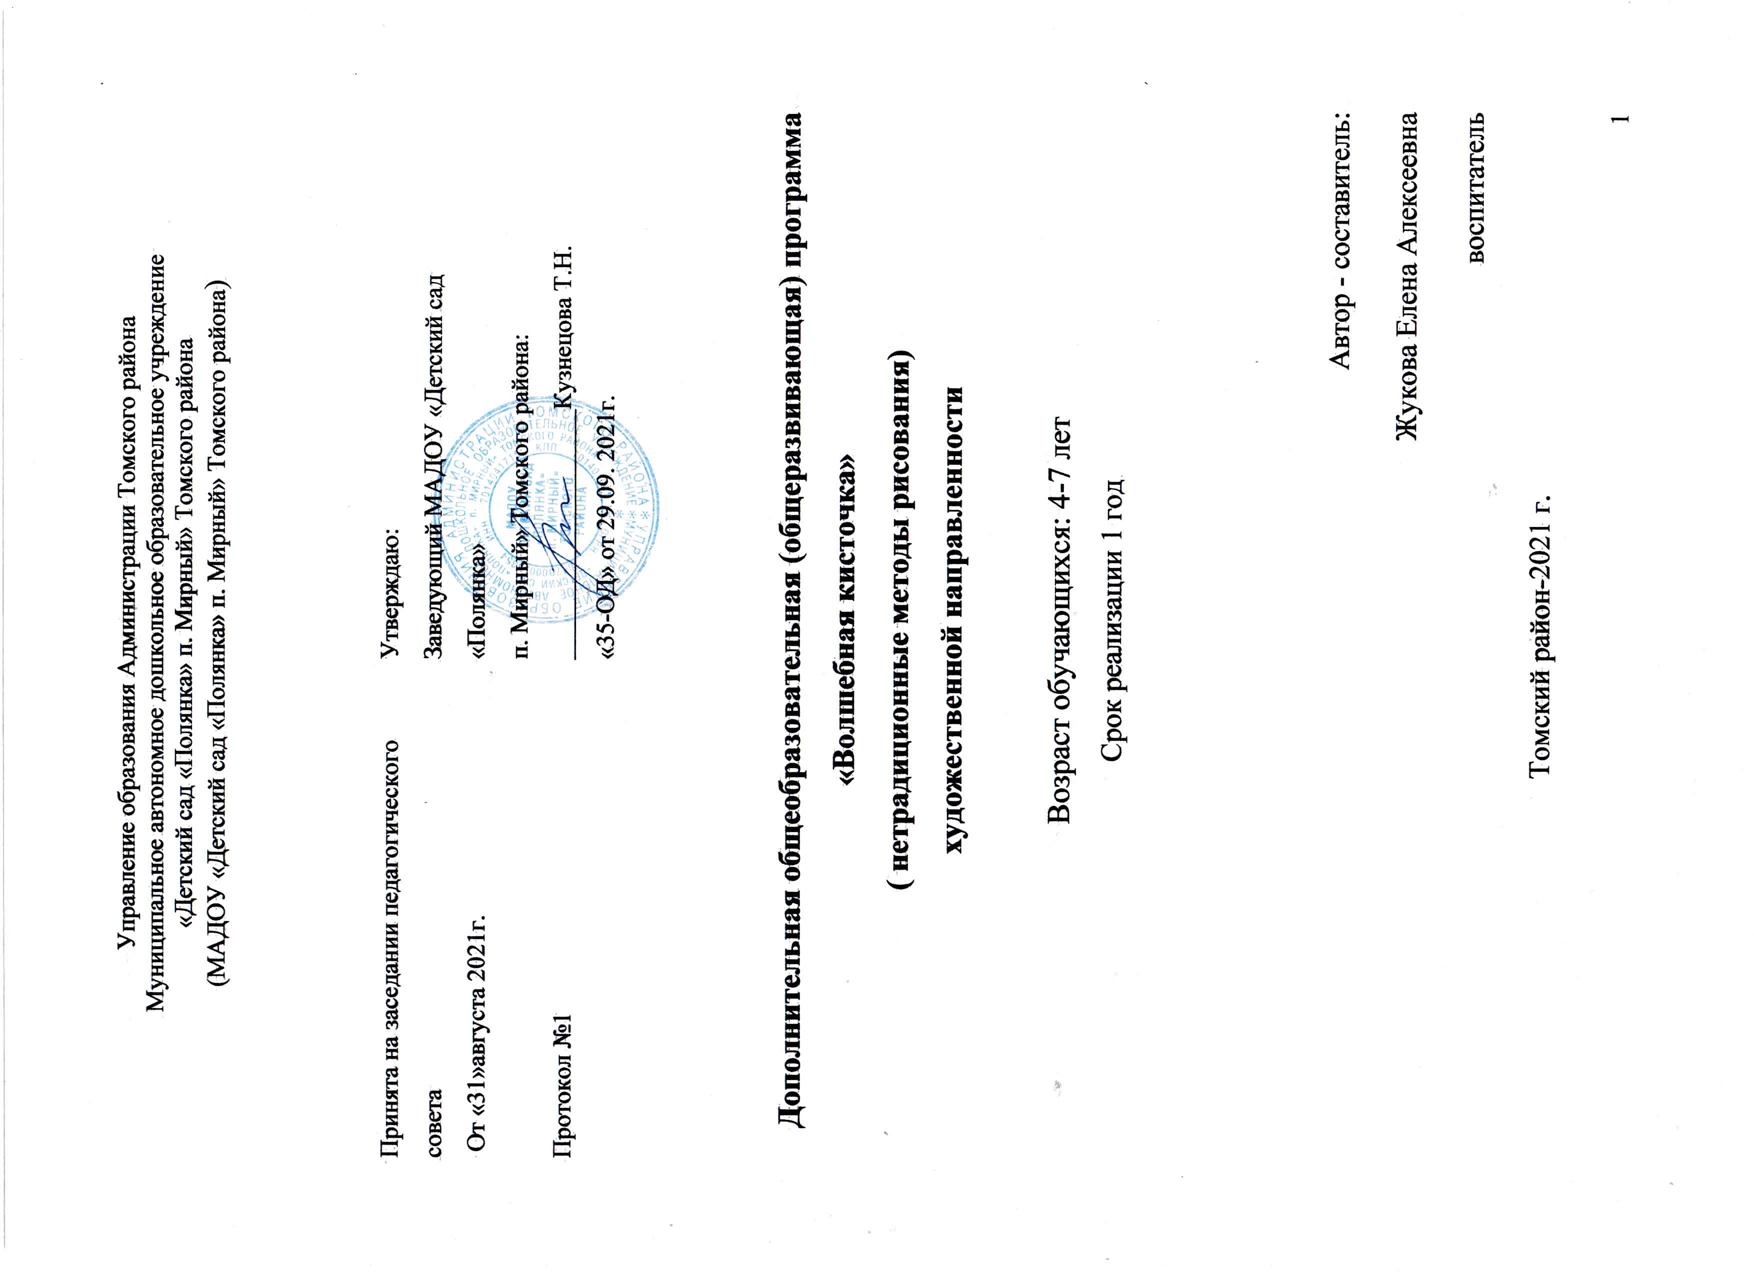 Управление образования Администрации Томского района
Муниципальное автономное дошкольное образовательное учреждение
«Детский сад «Полянка» п. Мирный» Томского района
(МАДОУ «Детский сад «Полянка» п. Мирный» Томского района)
Принята на заседании педагогического
совета
От «31»августа 2021г.
Протокол №1
Утверждаю:
Заведующий МАДОУ «Детский сад
«Полянка»
п. Мирный» Томского района:
Кузнецова Т.Н.
«35-ОД» от 29.09. 2021г.
Дополнительная общеобразовательная (общеразвивающая) программа
«Волшебная кисточка»
( нетрадиционные методы рисования)
художественной направленности
Возраст обучающихся: 4-7 лет
Срок реализации 1 год
Автор - составитель:
Жукова Елена Алексеевна
воспитатель
Томский район-2021 г.
1